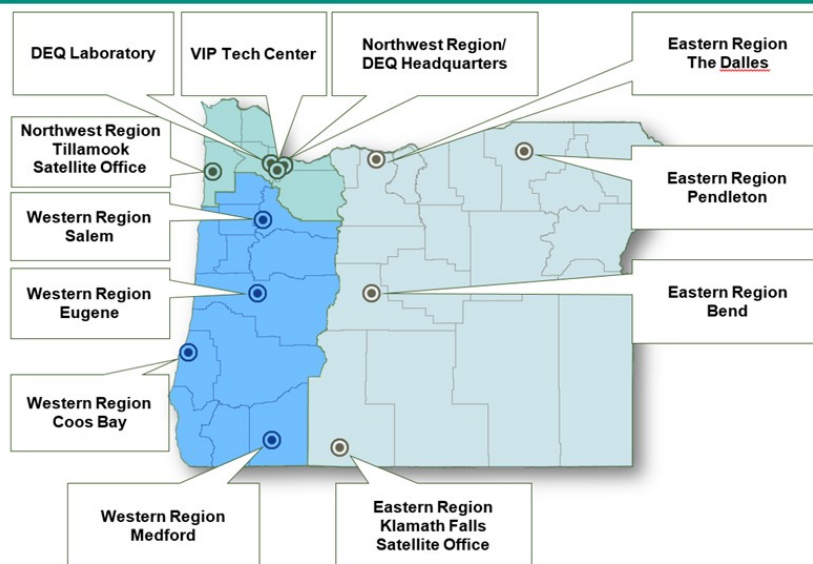 DEQ Laboratory
VIP Tech Center
Northwest Region/
DEQ Headquarters
Eastern Region
The Dalles
Northwest Region
Tillamook
Satellite Office
Eastern Region
Pendleton
Western Region
Salem
Western Region
Eugene
Eastern Region
Bend
Western Region
Coos Bay
Western Region
Medford
Eastern Region
Klamath Falls
Satellite Office